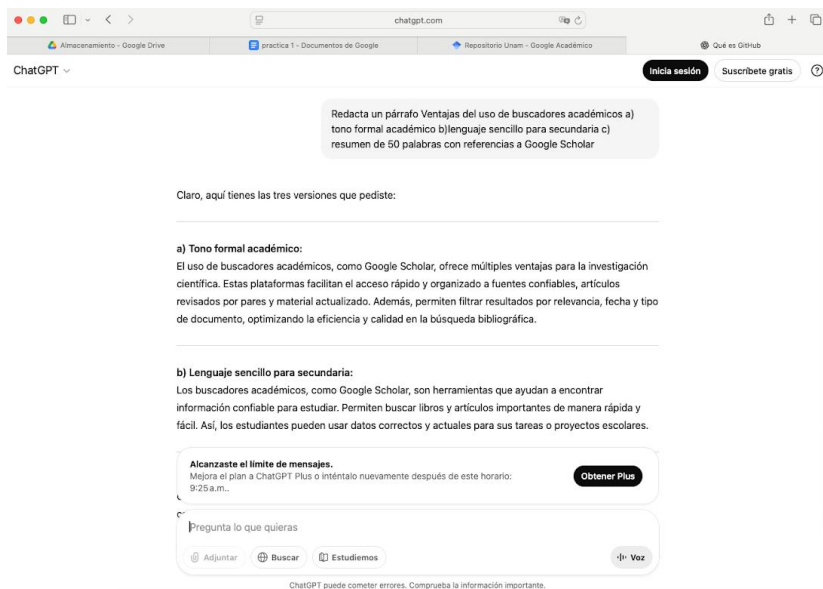 chatgpt.com
Almacenamiento - Google Drive
practica 1 - Documentos de Google
Repositorio Unam - Google Académico
Qué es GitHub
ChatGPT
Inicia sesión
Suscríbete gratis
Redacta un párrafo Ventajas del uso de buscadores académicos a)
tono formal académico b)lenguaje sencillo para secundaria c)
resumen de 50 palabras con referencias a Google Scholar
Claro, aquí tienes las tres versiones que pediste:
a) Tono formal académico:
El uso de buscadores académicos, como Google Scholar, ofrece múltiples ventajas para la investigación
científica. Estas plataformas facilitan el acceso rápido y organizado a fuentes confiables, artículos
revisados por pares y material actualizado. Además, permiten filtrar resultados por relevancia, fecha y tipo
de documento, optimizando la eficiencia y calidad en la búsqueda bibliográfica.
b) Lenguaje sencillo para secundaria:
Los buscadores académicos, como Google Scholar, son herramientas que ayudan a encontrar
información confiable para estudiar. Permiten buscar libros y artículos importantes de manera rápida y
fácil. Así, los estudiantes pueden usar datos correctos y actuales para sus tareas o proyectos escolares.
Alcanzaste el límite de mensajes.
Mejora el plan a ChatGPT Plus o inténtalo nuevamente después de este horario:
9:25 a.m..
Obtener Plus
Pregunta lo que quieras
Adjuntar
Buscar
Estudiemos
Voz
ChatGPT puede cometer errores. Comprueba la información importante.